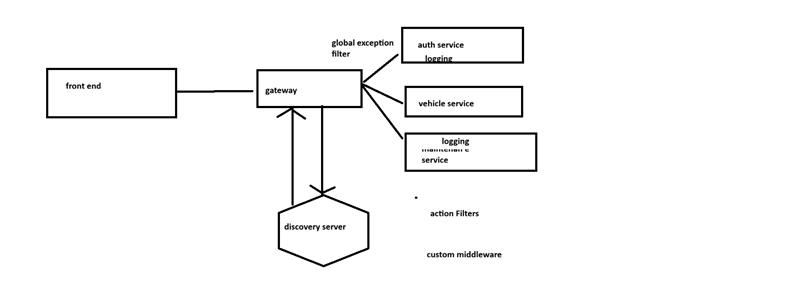 global exception
filter
auth service
logging
front end
gateway
vehicle service
logging
service
discovery server
action Filters
custom middleware